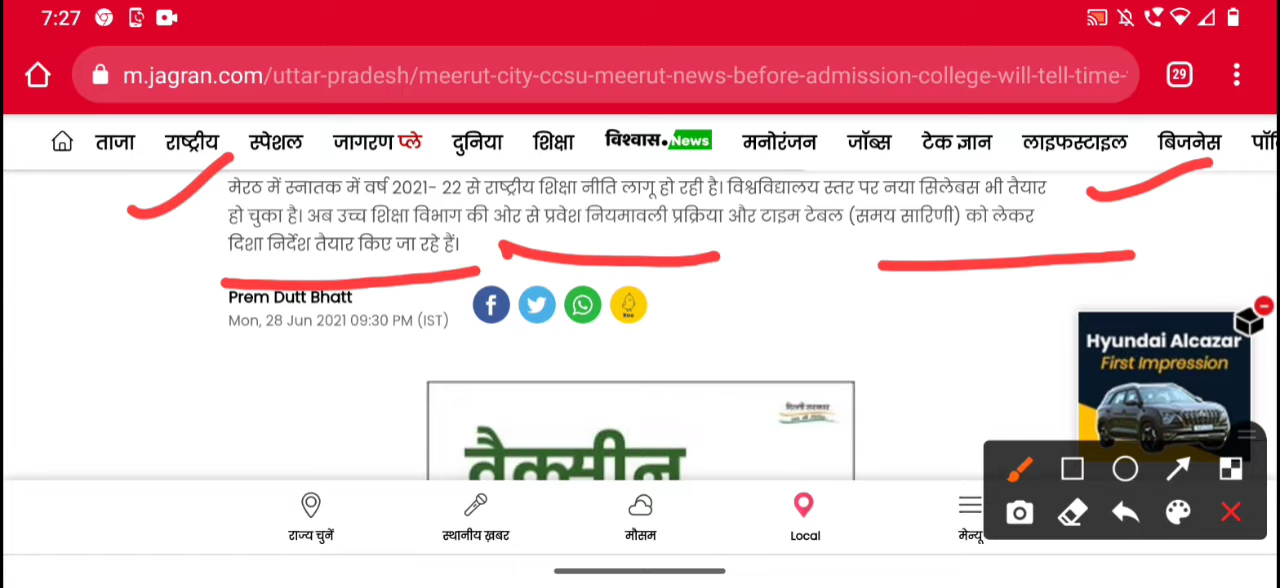 7:27
m.jagran.com/uttar-pradesh/meerut-city-ccsu-meerut-news-before-admission-college-will-tell-time-
29
ताजा राष्ट्रीय स्पेशल जागरण प्ले दुनिया शिक्षा विश्वास.News मनोरंजन जॉब्स टेक ज्ञान लाइफस्टाइल बिजनेस
मेरठ में स्नातक में वर्ष 2021- 22 से राष्ट्रीय शिक्षा नीति लागू हो रही है। विश्वविद्यालय स्तर पर नया सिलेबस भी तैयार
हो चुका है। अब उच्च शिक्षा विभाग की ओर से प्रवेश नियमावली प्रक्रिया और टाइम टेबल (समय सारिणी) को लेकर
दिशा निर्देश तैयार किए जा रहे हैं।
Prem Dutt Bhatt
Mon, 28 Jun 2021 09:30 PM (IST)
Koo
Hyundai Alcazar
First Impression
दिल्ली सरकार
वैक्सीन
राज्य चुनें स्थानीय ख़बर मौसम Local मेन्यू